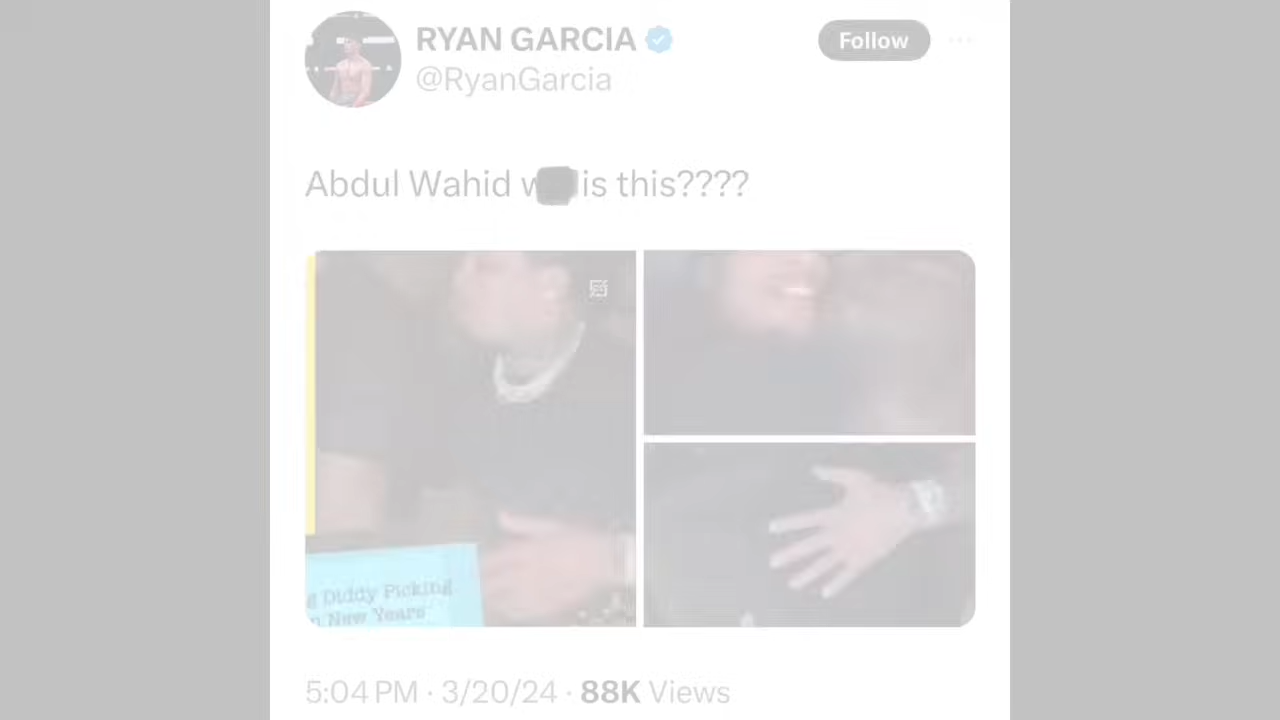 RYAN GARCIA
Follow
@RyanGarcia
Abdul Wahid is this????
Diddy Picking
New Years
5:04 PM · 3/20/24 · 88K Views